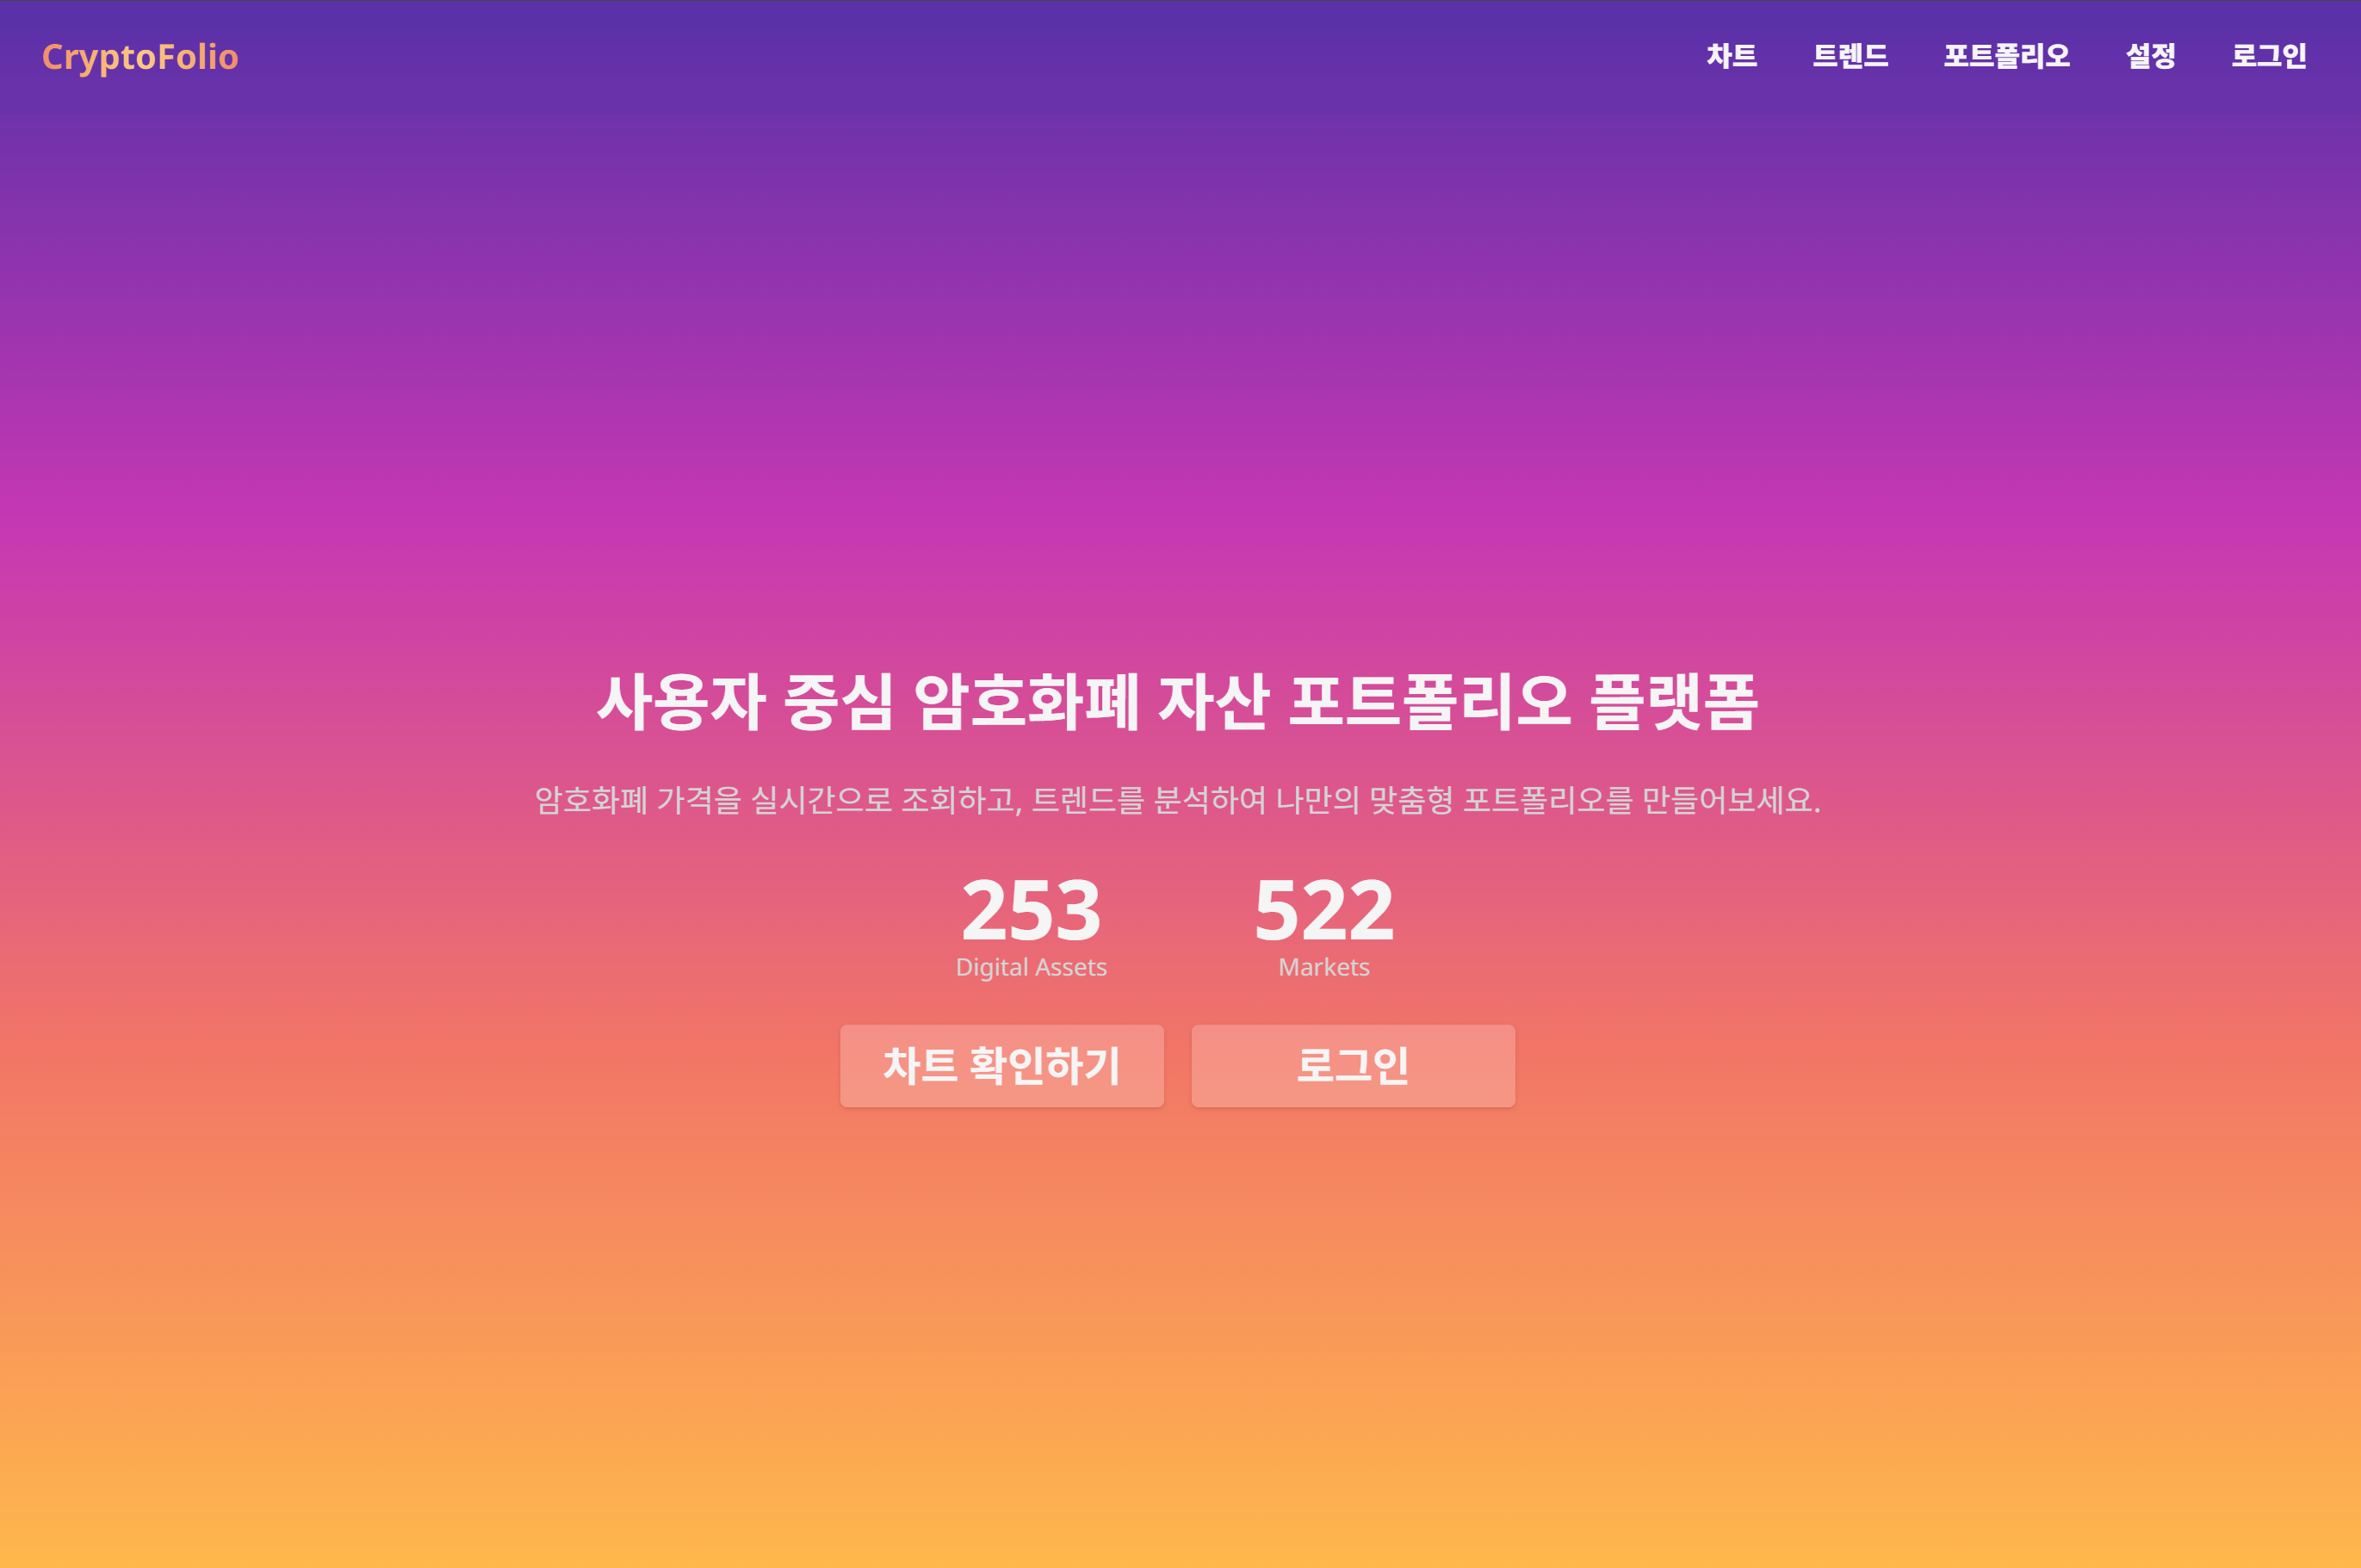 CryptoFolio 차트 트렌드 포트폴리오 설정 로그인
사용자 중심 암호화폐 자산 포트폴리오 플랫폼
암호화폐 가격을 실시간으로 조회하고, 트렌드를 분석하여 나만의 맞춤형 포트폴리오를 만들어보세요.
253 522
Digital Assets Markets
차트 확인하기 로그인